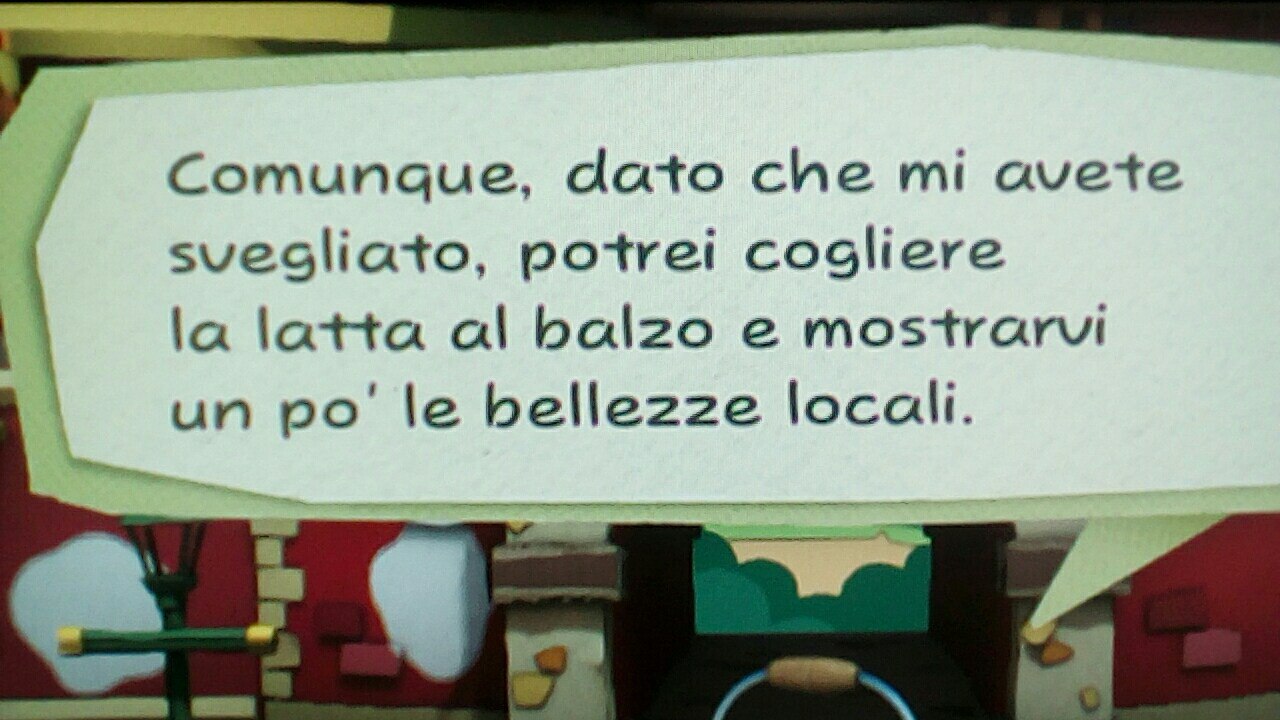 Comunque, dato che mi avete
svegliato, potrei cogliere
la latta al balzo e mostrarvi
un po' le bellezze locali.